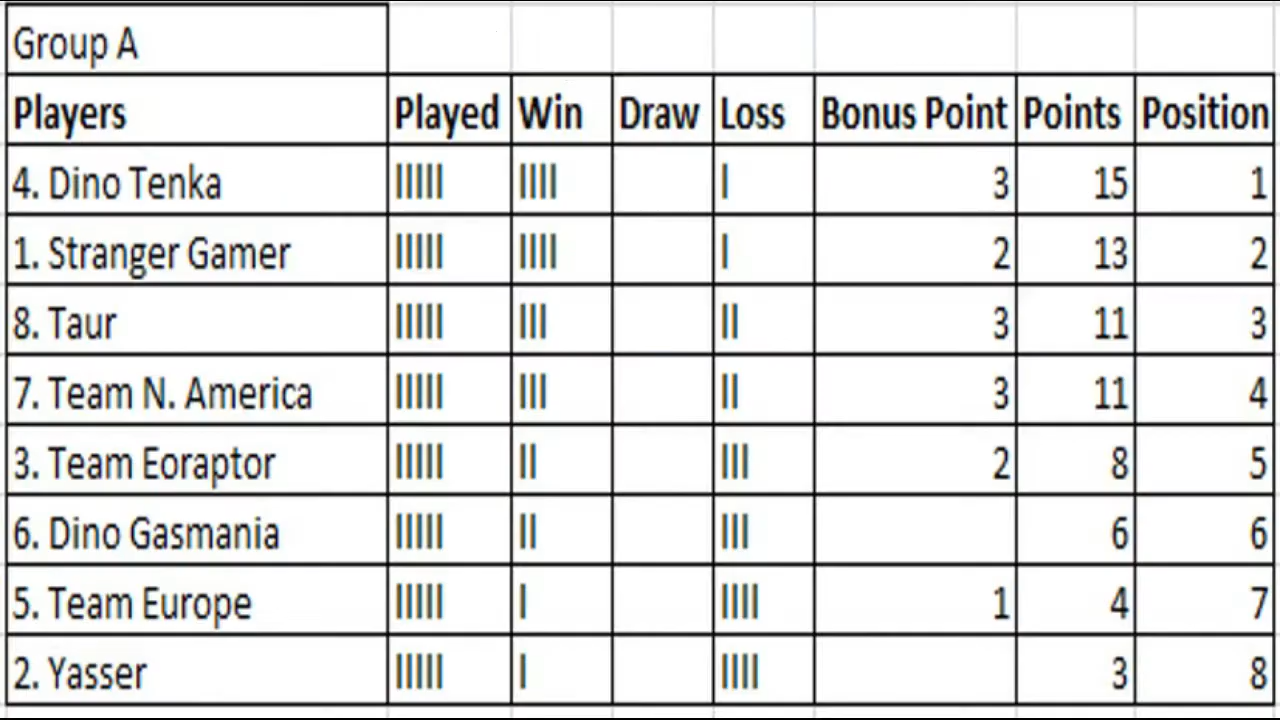 Group A
Players Played Win Draw Loss Bonus Point Points Position
4. Dino Tenka IIIII IIII I 3 15 1
1. Stranger Gamer IIIII IIII I 2 13 2
8. Taur IIIII III II 3 11 3
7. Team N. America IIIII III II 3 11 4
3. Team Eoraptor IIIII II III 2 8 5
6. Dino Gasmania IIIII II III 6 6
5. Team Europe IIIII I IIII 1 4 7
2. Yasser IIIII I IIII 3 8